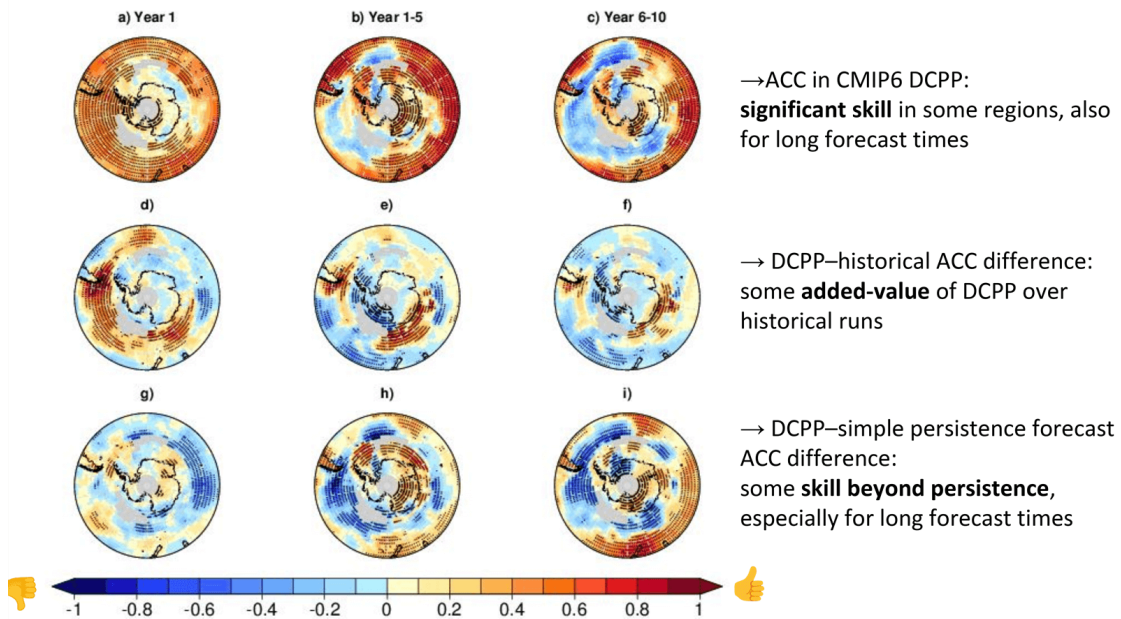 a) Year 1
b) Year 1-5
c) Year 6-10
→ACC in CMIP6 DCPP:
significant skill in some regions, also
for long forecast times
d)
e)
f)
→ DCPP–historical ACC difference:
some added-value of DCPP over
historical runs
g)
h)
i)
→ DCPP–simple persistence forecast
ACC difference:
some skill beyond persistence,
especially for long forecast times
-1 -0.8 -0.6 -0.4 -0.2 0 0.2 0.4 0.6 0.8 1